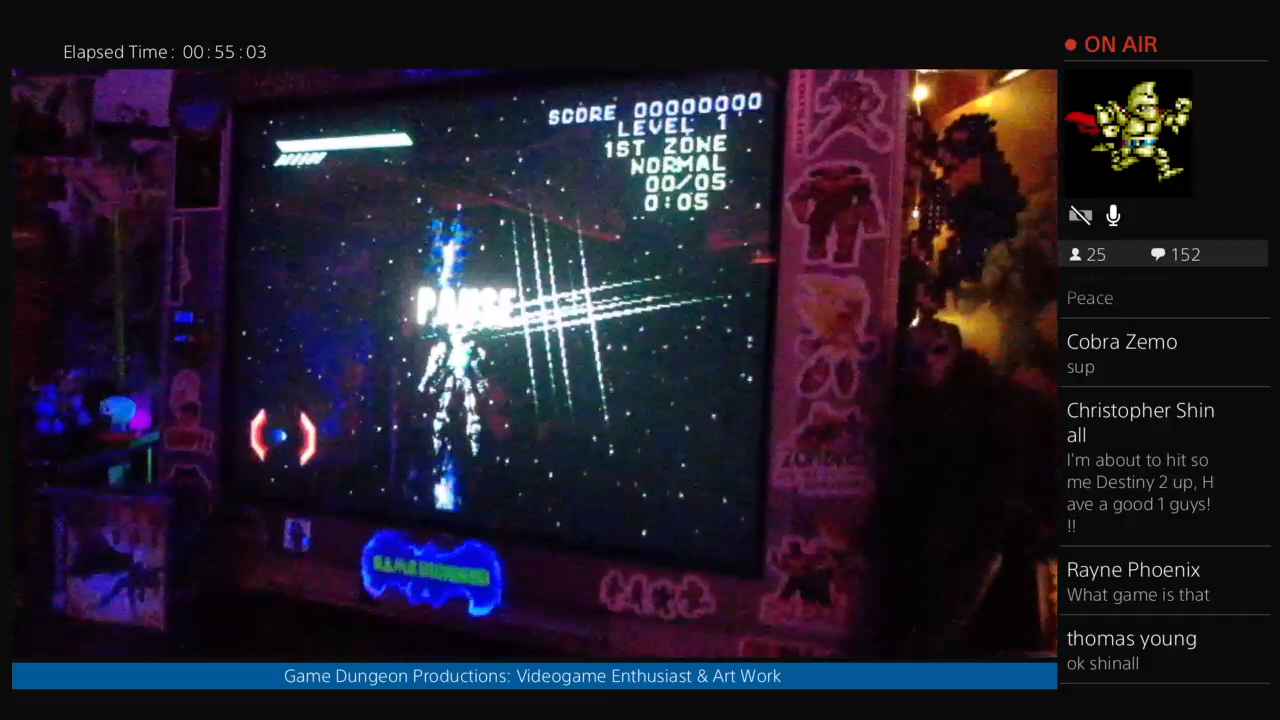 Elapsed Time: 00:55:03
ON AIR
SCORE 00000000
LEVEL 1
1ST ZONE
NORMAL
00/05
0:05
PAUSE
25
152
Peace
Cobra Zemo
sup
Christopher Shin
all
I'm about to hit so
me Destiny 2 up, H
ave a good 1 guys!
!!
Rayne Phoenix
What game is that
thomas young
ok shinall
Game Dungeon Productions: Videogame Enthusiast & Art Work